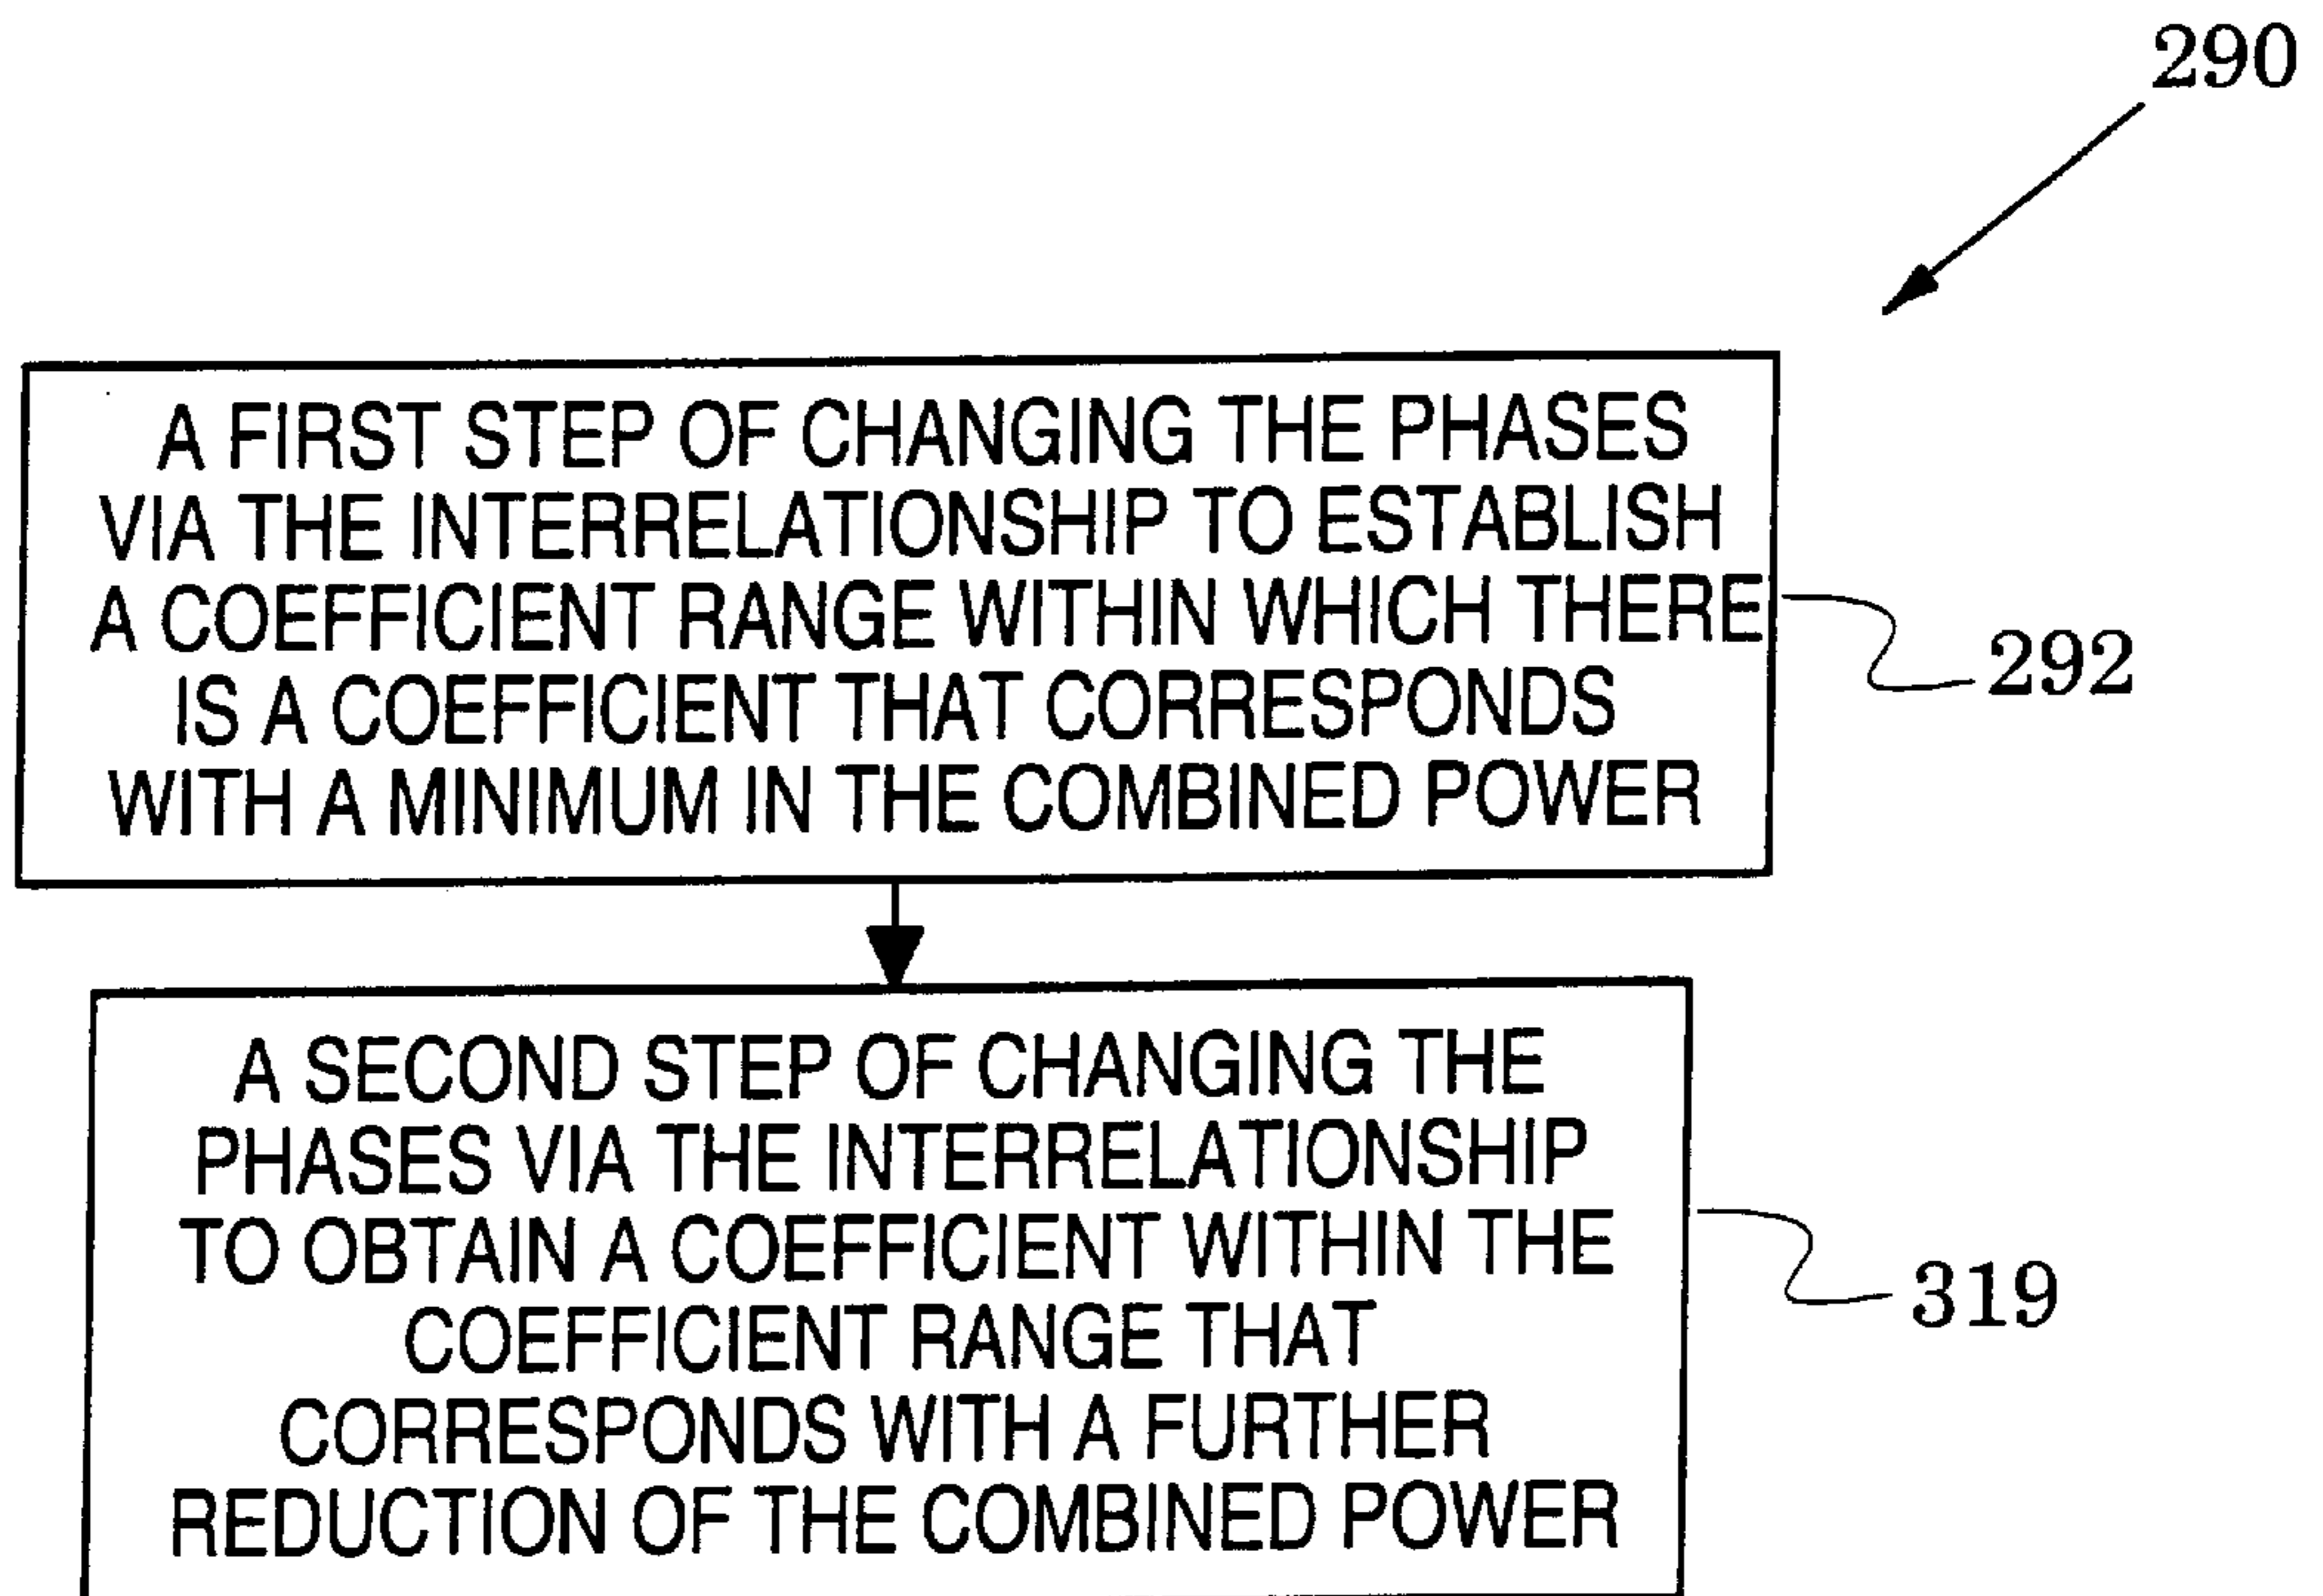 290
A FIRST STEP OF CHANGING THE PHASES
VIA THE INTERRELATIONSHIP TO ESTABLISH
A COEFFICIENT RANGE WITHIN WHICH THERE
IS A COEFFICIENT THAT CORRESPONDS
WITH A MINIMUM IN THE COMBINED POWER
292
A SECOND STEP OF CHANGING THE
PHASES VIA THE INTERRELATIONSHIP
TO OBTAIN A COEFFICIENT WITHIN THE
COEFFICIENT RANGE THAT
CORRESPONDS WITH A FURTHER
REDUCTION OF THE COMBINED POWER
319